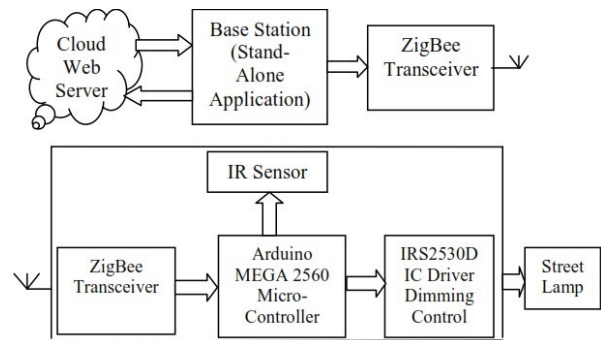 Cloud
Web
Server
Base Station
(Stand-
Alone
Application)
ZigBee
Transceiver
IR Sensor
ZigBee
Transceiver
Arduino
MEGA 2560
Micro-
Controller
IRS2530D
IC Driver
Dimming
Control
Street
Lamp